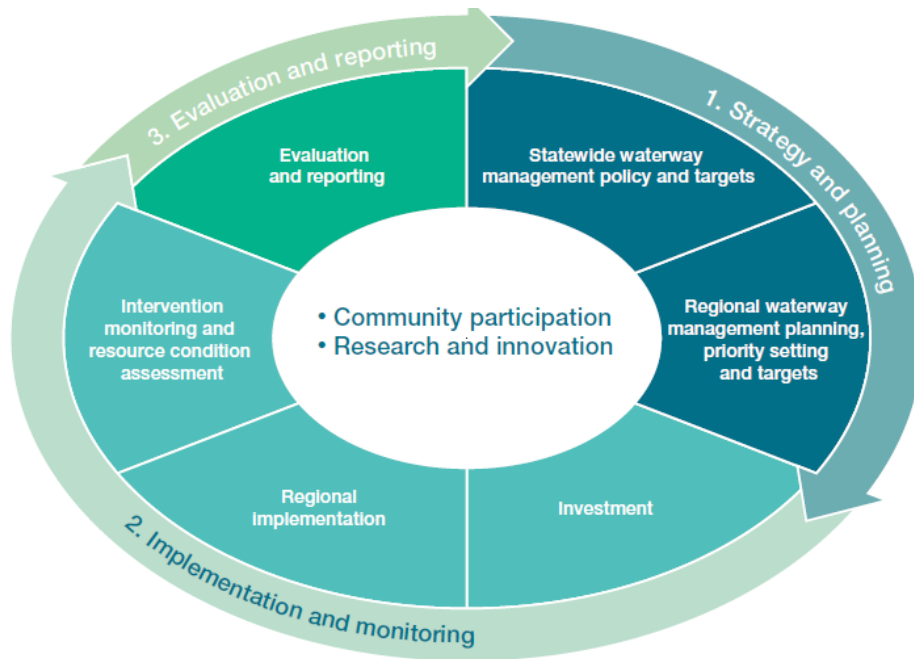 3. Evaluation and reporting
1. Strategy and planning
Evaluation
and reporting
Statewide waterway
management policy and targets
Intervention
monitoring and
resource condition
assessment
• Community participation
• Research and innovation
Regional waterway
management planning,
priority setting
and targets
Regional
implementation
Investment
2. Implementation and monitoring